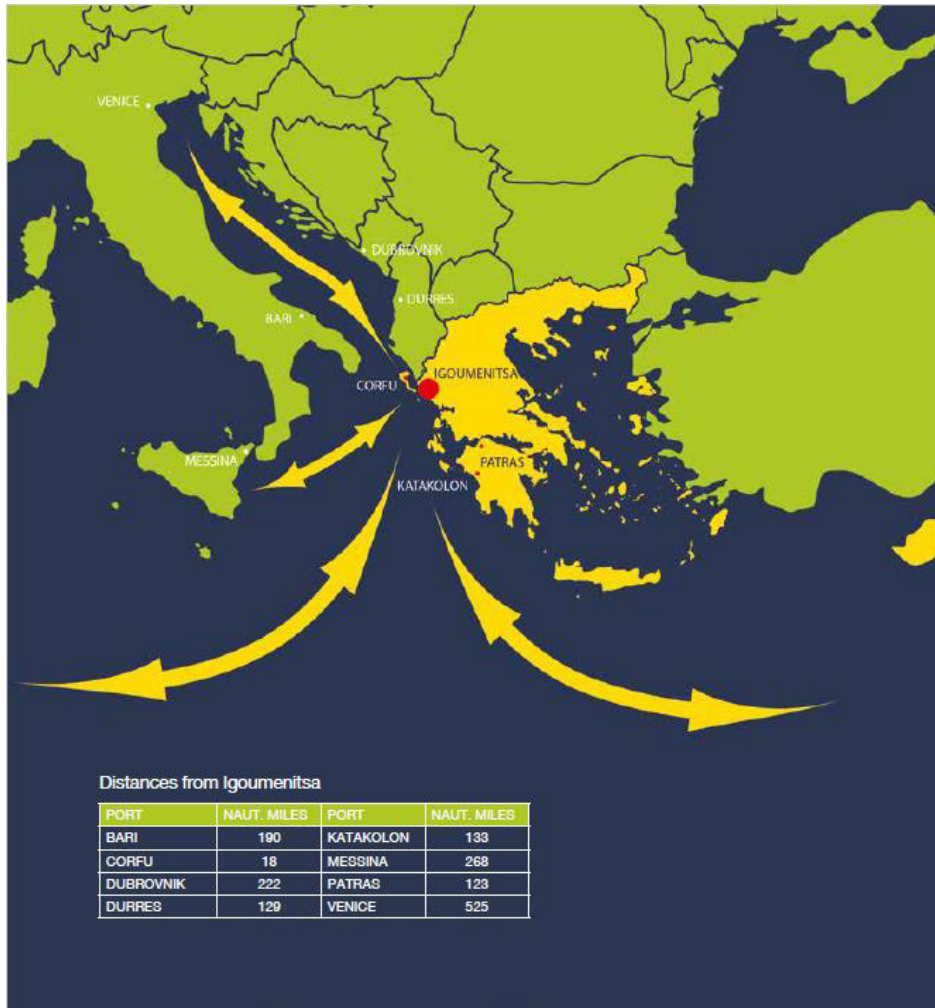 VENICE
DUBROVNIK
DURRES
BARI
IGOUMENITSA
CORFU
MESSINA
PATRAS
KATAKOLON
Distances from Igoumenitsa
PORT NAUT. MILES PORT NAUT. MILES
BARI 190 KATAKOLON 133
CORFU 18 MESSINA 268
DUBROVNIK 222 PATRAS 123
DURRES 129 VENICE 525